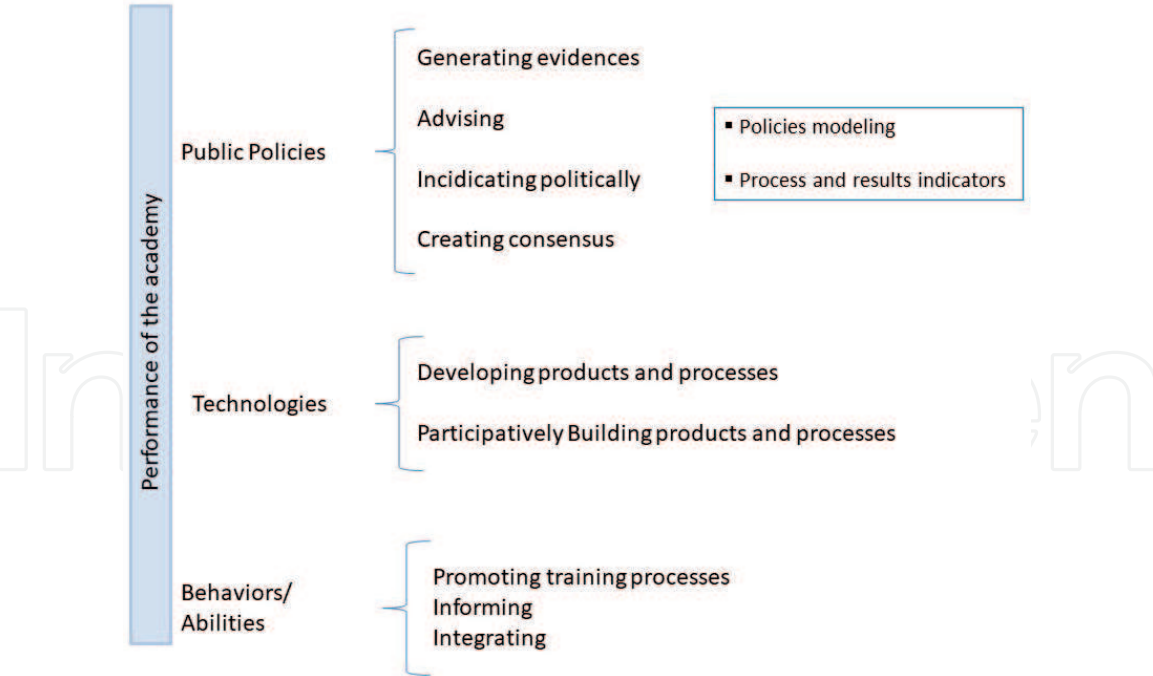 Performance of the academy
Public Policies
Generating evidences
Advising
Incidicating politically
Creating consensus
▪ Policies modeling
▪ Process and results indicators
Technologies
Developing products and processes
Participatively Building products and processes
Behaviors/
Abilities
Promoting training processes
Informing
Integrating